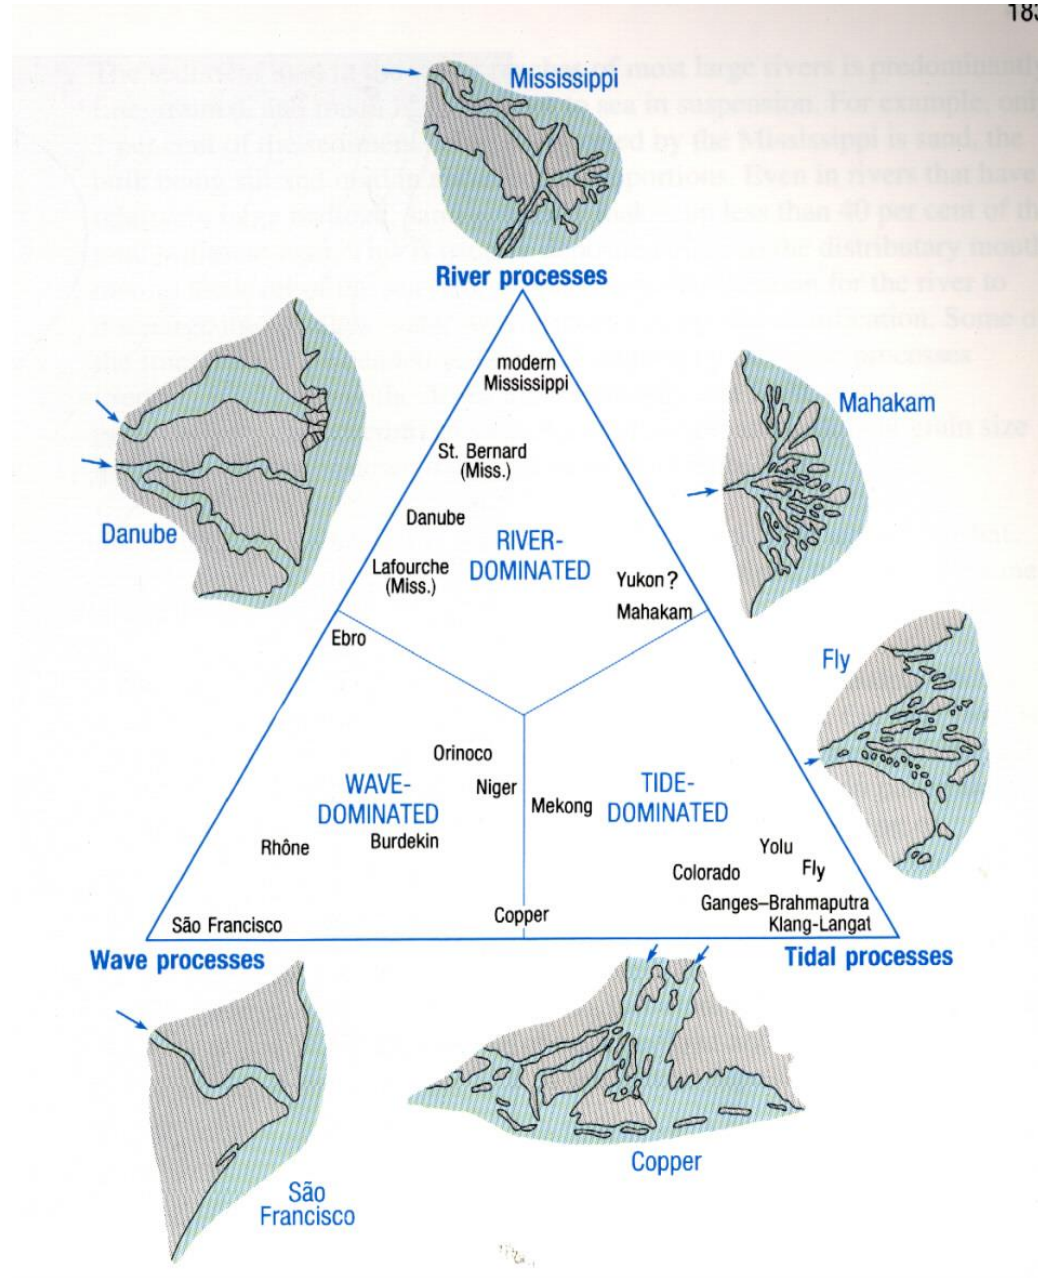 183
Mississippi
River processes
modern
Mississippi
Mahakam
St. Bernard
(Miss.)
Danube
Danube
RIVER-
DOMINATED
Lafourche
(Miss.)
Yukon?
Mahakam
Ebro
Fly
Orinoco
WAVE-
DOMINATED
Niger
Mekong
TIDE-
DOMINATED
Rhône
Burdekin
Yolu
Fly
Colorado
Ganges–Brahmaputra
Klang-Langat
São Francisco
Copper
Wave processes
Tidal processes
Copper
São
Francisco